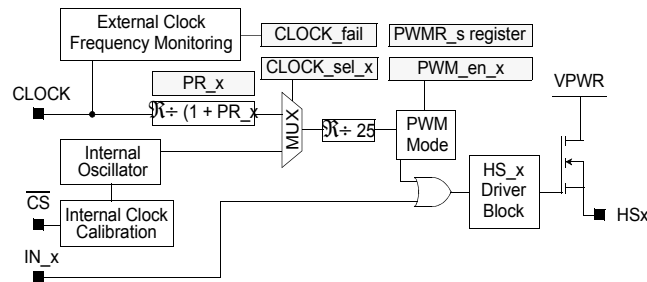 External Clock
Frequency Monitoring
CLOCK_fail
PWMR_s register
PR_x
CLOCK_sel_x
PWM_en_x
VPWR
CLOCK
ℜ÷ (1 + PR_x
MUX
ℜ÷ 25
PWM
Mode
Internal
Oscillator
HS_x
Driver
Block
CS
Internal Clock
Calibration
HSx
IN_x